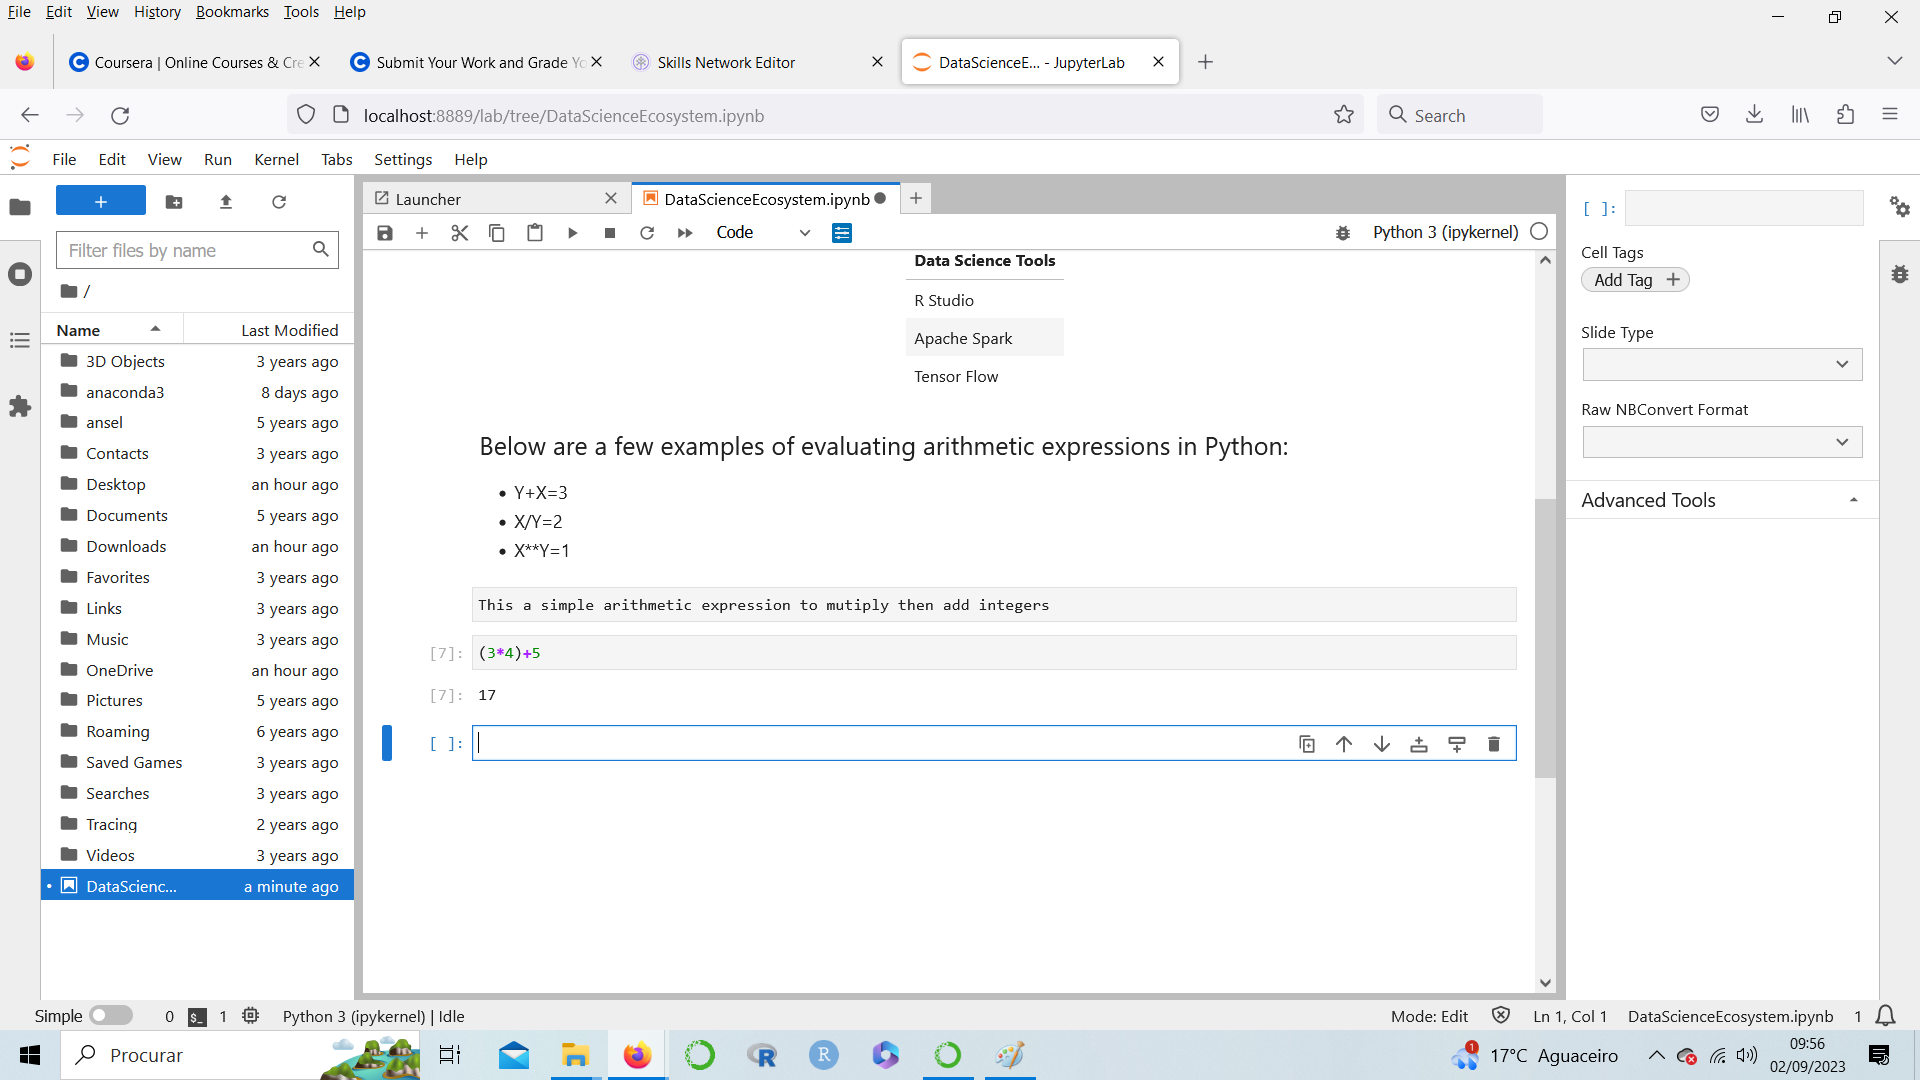 File Edit View History Bookmarks Tools Help
Coursera | Online Courses & Cre
Submit Your Work and Grade Yo
Skills Network Editor
DataScienceE... - JupyterLab
localhost:8889/lab/tree/DataScienceEcosystem.ipynb
Search
File Edit View Run Kernel Tabs Settings Help
Filter files by name
/
Name Last Modified
3D Objects 3 years ago
anaconda3 8 days ago
ansel 5 years ago
Contacts 3 years ago
Desktop an hour ago
Documents 5 years ago
Downloads an hour ago
Favorites 3 years ago
Links 3 years ago
Music 3 years ago
OneDrive an hour ago
Pictures 5 years ago
Roaming 6 years ago
Saved Games 3 years ago
Searches 3 years ago
Tracing 2 years ago
Videos 3 years ago
DataScienc... a minute ago
Launcher
DataScienceEcosystem.ipynb
Code
Python 3 (ipykernel)
Data Science Tools
R Studio
Apache Spark
Tensor Flow
Below are a few examples of evaluating arithmetic expressions in Python:
• Y+X=3
• X/Y=2
• X**Y=1
This a simple arithmetic expression to mutiply then add integers
[7]: (3*4)+5
[7]: 17
[ ]:
[ ]:
Cell Tags
Add Tag +
Slide Type
Raw NBConvert Format
Advanced Tools
Simple 0 $_ 1 Python 3 (ipykernel) | Idle
Mode: Edit Ln 1, Col 1 DataScienceEcosystem.ipynb 1
Procurar
R
R
1
17°C Aguaceiro
09:56
02/09/2023